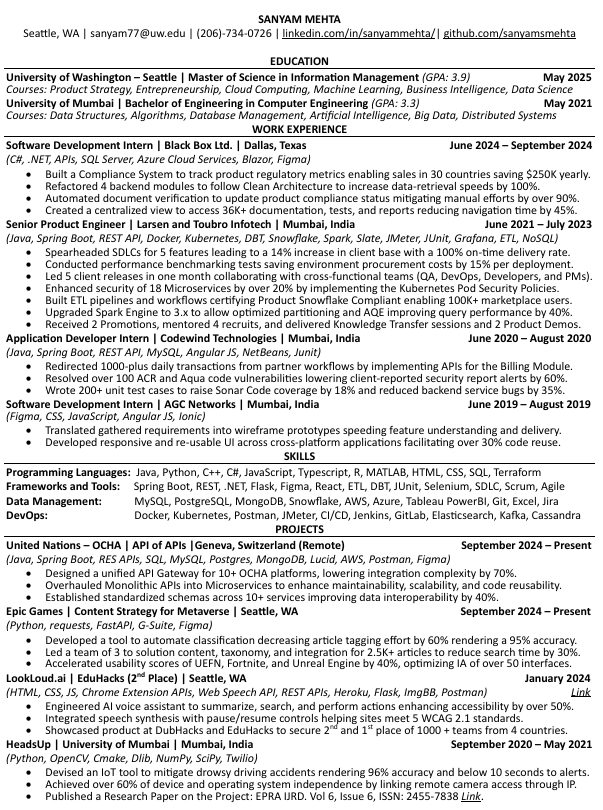 SANYAM MEHTA
Seattle, WA | sanyam77@uw.edu | (206)-734-0726 | linkedin.com/in/sanyammehta/| github.com/sanyamsmehta
EDUCATION
University of Washington – Seattle | Master of Science in Information Management (GPA: 3.9) May 2025
Courses: Product Strategy, Entrepreneurship, Cloud Computing, Machine Learning, Business Intelligence, Data Science
University of Mumbai | Bachelor of Engineering in Computer Engineering (GPA: 3.3) May 2021
Courses: Data Structures, Algorithms, Database Management, Artificial Intelligence, Big Data, Distributed Systems
WORK EXPERIENCE
Software Development Intern | Black Box Ltd. | Dallas, Texas June 2024 – September 2024
(C#, .NET, APIs, SQL Server, Azure Cloud Services, Blazor, Figma)
• Built a Compliance System to track product regulatory metrics enabling sales in 30 countries saving $250K yearly.
• Refactored 4 backend modules to follow Clean Architecture to increase data-retrieval speeds by 100%.
• Automated document verification to update product compliance status mitigating manual efforts by over 90%.
• Created a centralized view to access 36K+ documentation, tests, and reports reducing navigation time by 45%.
Senior Product Engineer | Larsen and Toubro Infotech | Mumbai, India June 2021 – July 2023
(Java, Spring Boot, REST API, Docker, Kubernetes, DBT, Snowflake, Spark, Slate, JMeter, JUnit, Grafana, ETL, NoSQL)
• Spearheaded SDLCs for 5 features leading to a 14% increase in client base with a 100% on-time delivery rate.
• Conducted performance benchmarking tests saving environment procurement costs by 15% per deployment.
• Led 5 client releases in one month collaborating with cross-functional teams (QA, DevOps, Developers, and PMs).
• Enhanced security of 18 Microservices by over 20% by implementing the Kubernetes Pod Security Policies.
• Built ETL pipelines and workflows certifying Product Snowflake Compliant enabling 100K+ marketplace users.
• Upgraded Spark Engine to 3.x to allow optimized partitioning and AQE improving query performance by 40%.
• Received 2 Promotions, mentored 4 recruits, and delivered Knowledge Transfer sessions and 2 Product Demos.
Application Developer Intern | Codewind Technologies | Mumbai, India June 2020 – August 2020
(Java, Spring Boot, REST API, MySQL, Angular JS, NetBeans, Junit)
• Redirected 1000-plus daily transactions from partner workflows by implementing APIs for the Billing Module.
• Resolved over 100 ACR and Aqua code vulnerabilities lowering client-reported security report alerts by 60%.
• Wrote 200+ unit test cases to raise Sonar Code coverage by 18% and reduced backend service bugs by 35%.
Software Development Intern | AGC Networks | Mumbai, India June 2019 – August 2019
(Figma, CSS, JavaScript, Angular JS, Ionic)
• Translated gathered requirements into wireframe prototypes speeding feature understanding and delivery.
• Developed responsive and re-usable UI across cross-platform applications facilitating over 30% code reuse.
SKILLS
Programming Languages: Java, Python, C++, C#, JavaScript, Typescript, R, MATLAB, HTML, CSS, SQL, Terraform
Frameworks and Tools: Spring Boot, REST, .NET, Flask, Figma, React, ETL, DBT, JUnit, Selenium, SDLC, Scrum, Agile
Data Management: MySQL, PostgreSQL, MongoDB, Snowflake, AWS, Azure, Tableau PowerBI, Git, Excel, Jira
DevOps: Docker, Kubernetes, Postman, JMeter, CI/CD, Jenkins, GitLab, Elasticsearch, Kafka, Cassandra
PROJECTS
United Nations – OCHA | API of APIs |Geneva, Switzerland (Remote) September 2024 – Present
(Java, Spring Boot, RES APIs, SQL, MySQL, Postgres, MongoDB, Lucid, AWS, Postman, Figma)
• Designed a unified API Gateway for 10+ OCHA platforms, lowering integration complexity by 70%.
• Overhauled Monolithic APIs into Microservices to enhance maintainability, scalability, and code reusability.
• Established standardized schemas across 10+ services improving data interoperability by 40%.
Epic Games | Content Strategy for Metaverse | Seattle, WA September 2024 – Present
(Python, requests, FastAPI, G-Suite, Figma)
• Developed a tool to automate classification decreasing article tagging effort by 60% rendering a 95% accuracy.
• Led a team of 3 to solution content, taxonomy, and integration for 2.5K+ articles to reduce search time by 30%.
• Accelerated usability scores of UEFN, Fortnite, and Unreal Engine by 40%, optimizing IA of over 50 interfaces.
LookLoud.ai | EduHacks (2nd Place) | Seattle, WA January 2024
(HTML, CSS, JS, Chrome Extension APIs, Web Speech API, REST APIs, Heroku, Flask, ImgBB, Postman) Link
• Engineered AI voice assistant to summarize, search, and perform actions enhancing accessibility by over 50%.
• Integrated speech synthesis with pause/resume controls helping sites meet 5 WCAG 2.1 standards.
• Showcased product at DubHacks and EduHacks to secure 2nd and 1st place of 1000 + teams from 4 countries.
HeadsUp | University of Mumbai | Mumbai, India September 2020 – May 2021
(Python, OpenCV, Cmake, Dlib, NumPy, SciPy, Twilio)
• Devised an IoT tool to mitigate drowsy driving accidents rendering 96% accuracy and below 10 seconds to alerts.
• Achieved over 60% of device and operating system independence by linking remote camera access through IP.
• Published a Research Paper on the Project: EPRA IJRD. Vol 6, Issue 6, ISSN: 2455-7838 Link.